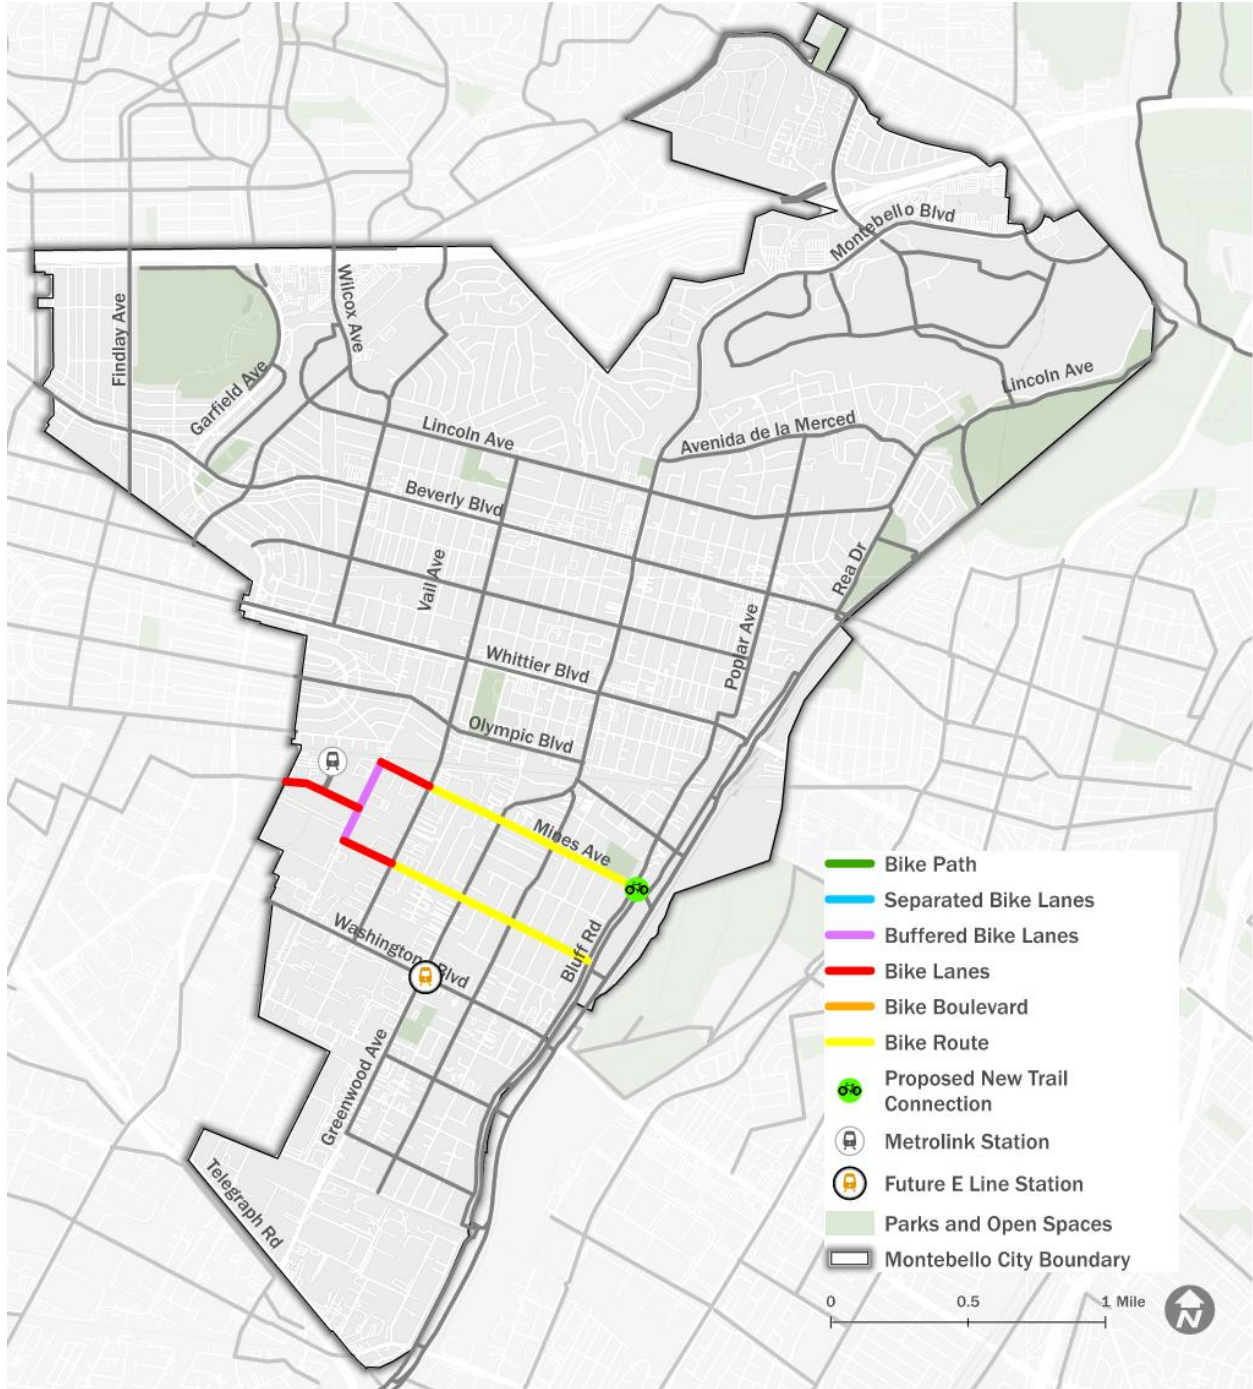 Montebello Blvd
Wilcox Ave
Findlay Ave
Garfield Ave
Lincoln Ave
Lincoln Ave
Avenida de la Merced
Beverly Blvd
Vail Ave
Rea Dr
Poplar Ave
Whittier Blvd
Olympic Blvd
Mines Ave
Washington Blvd
Bluff Rd
Greenwood Ave
Telegraph Rd
Bike Path
Separated Bike Lanes
Buffered Bike Lanes
Bike Lanes
Bike Boulevard
Bike Route
Proposed New Trail
Connection
Metrolink Station
Future E Line Station
Parks and Open Spaces
Montebello City Boundary
0 0.5 1 Mile
N